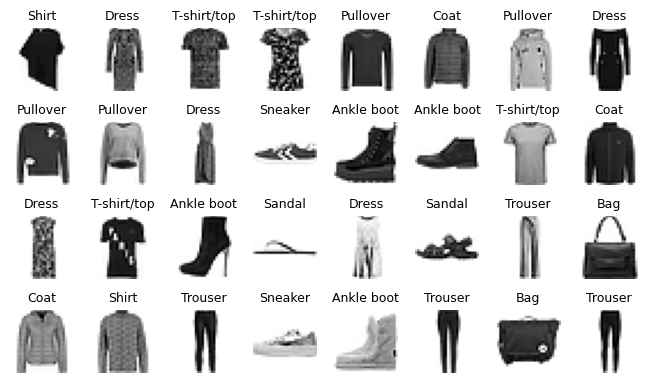 Shirt Dress T-shirt/top T-shirt/top Pullover Coat Pullover Dress
Pullover Pullover Dress Sneaker Ankle boot Ankle boot T-shirt/top Coat
Dress T-shirt/top Ankle boot Sandal Dress Sandal Trouser Bag
Coat Shirt Trouser Sneaker Ankle boot Trouser Bag Trouser